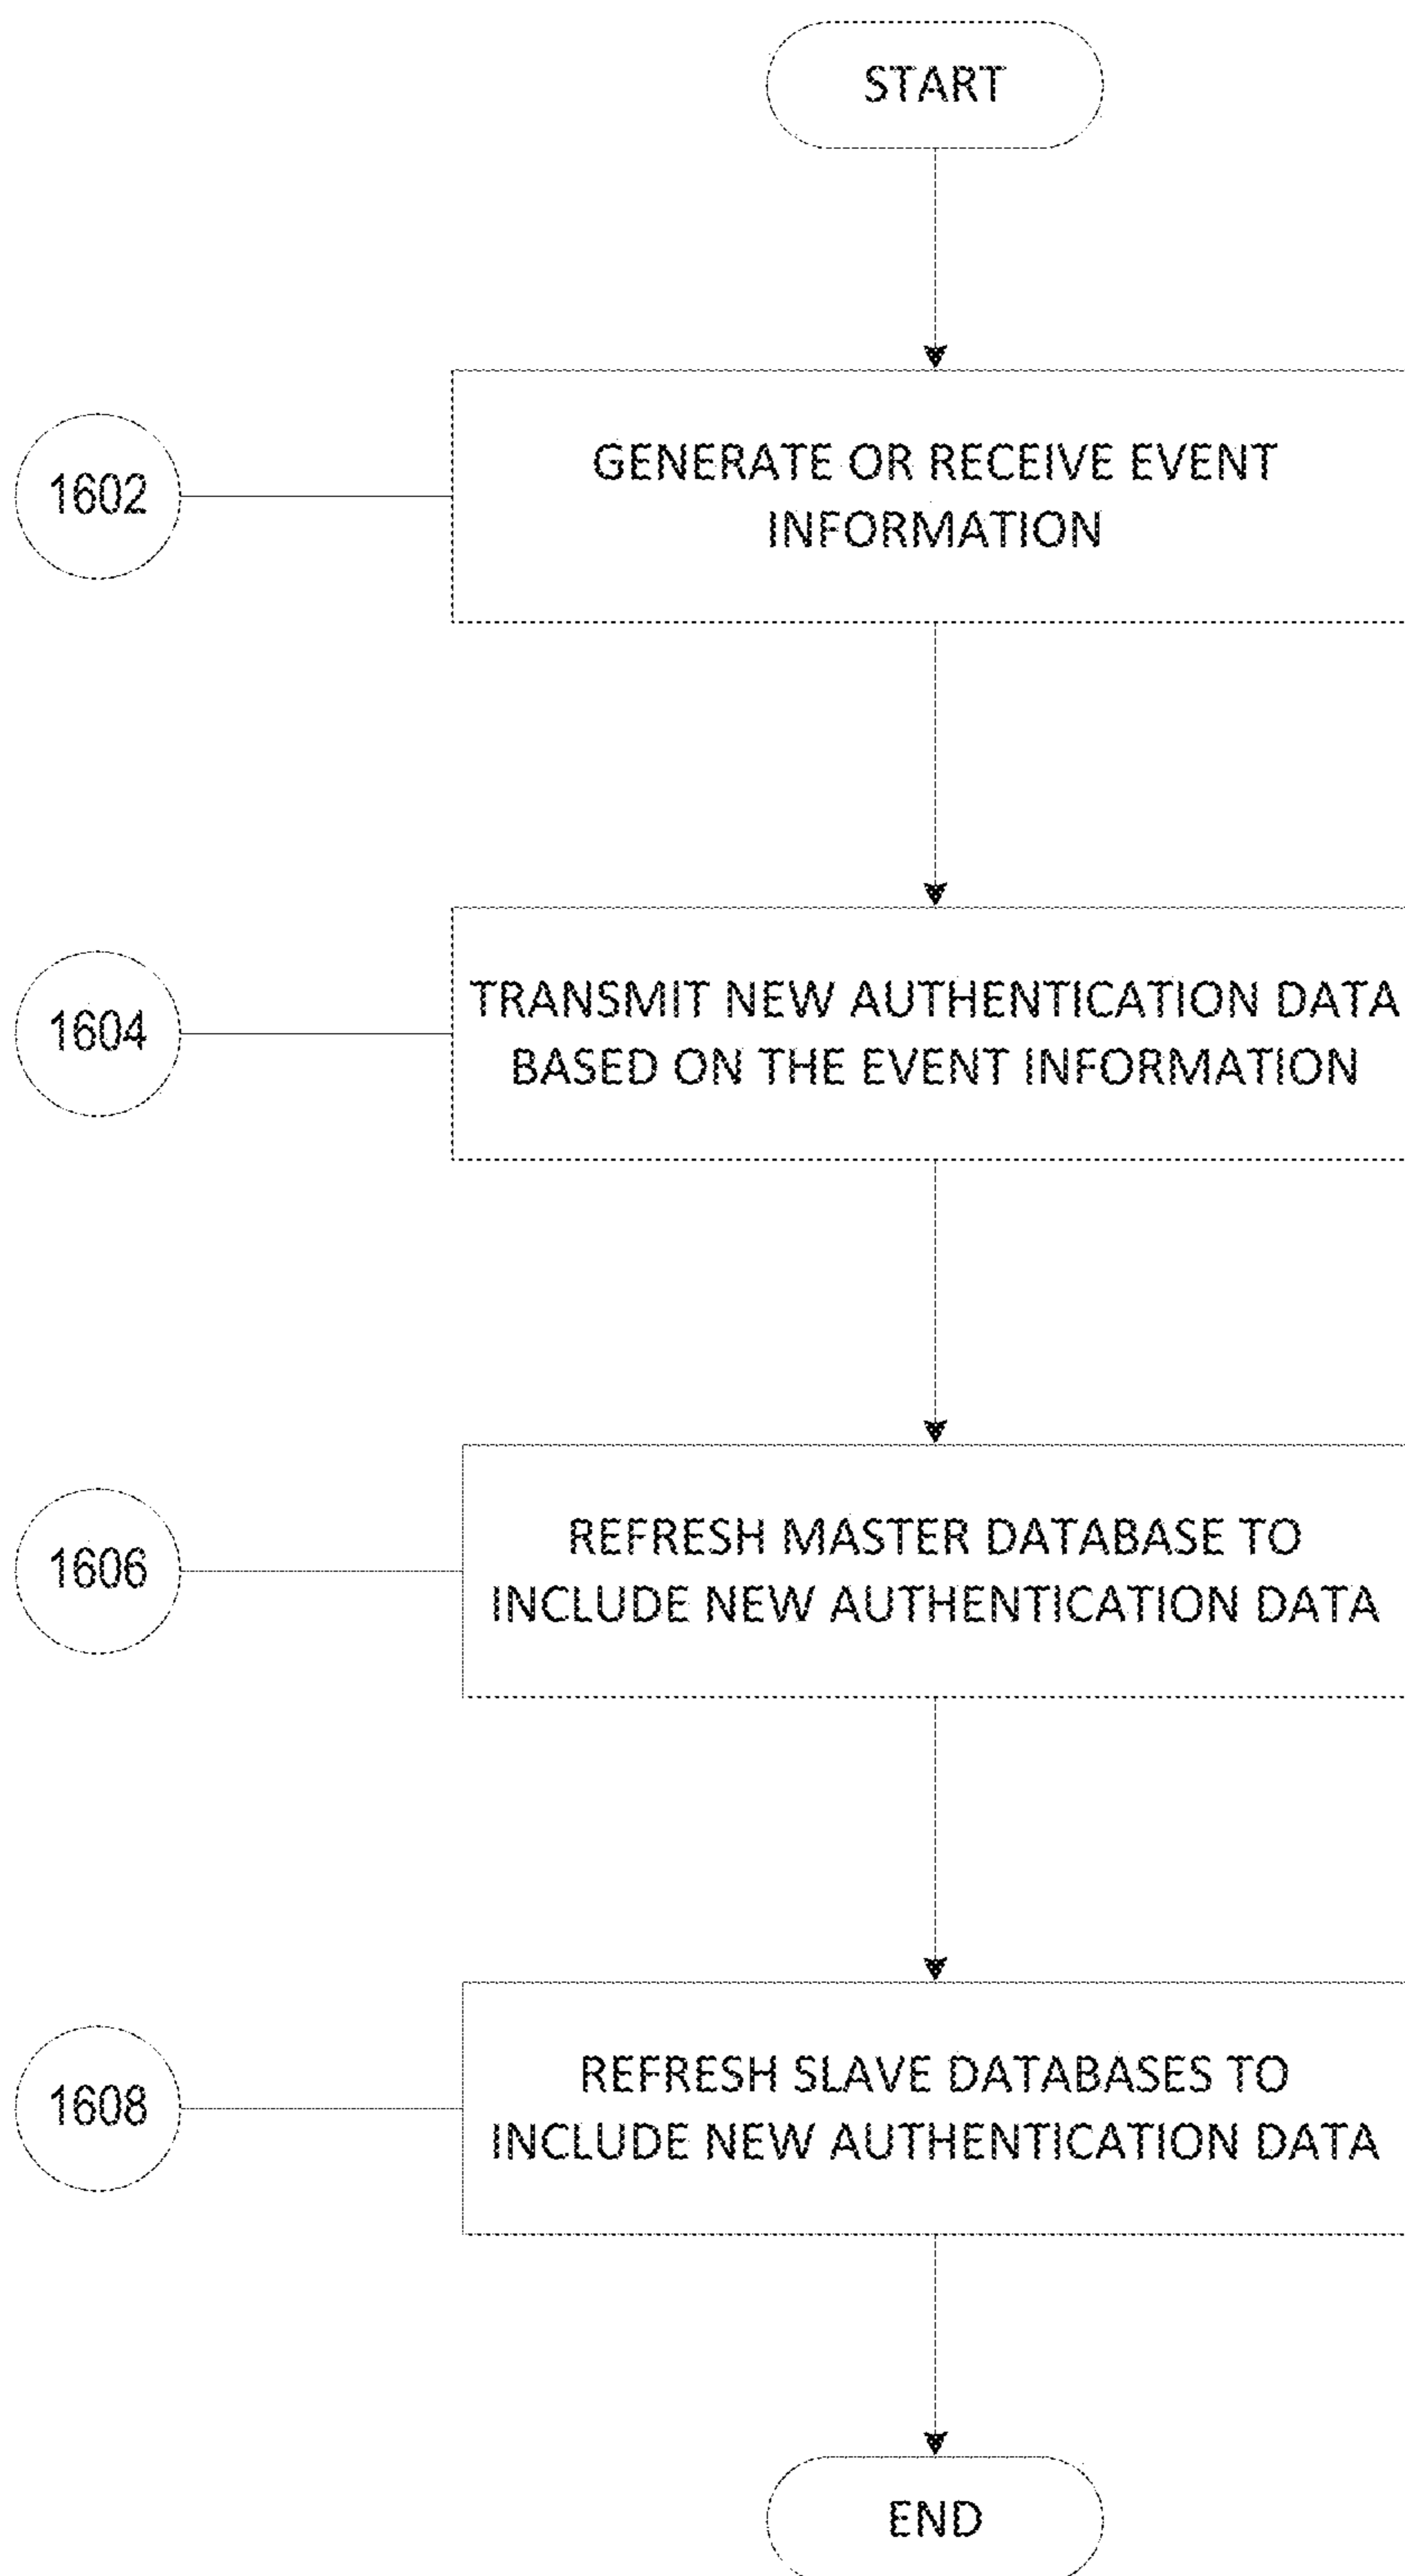 START
1602
GENERATE OR RECEIVE EVENT
INFORMATION
1604
TRANSMIT NEW AUTHENTICATION DATA
BASED ON THE EVENT INFORMATION
1606
REFRESH MASTER DATABASE TO
INCLUDE NEW AUTHENTICATION DATA
1608
REFRESH SLAVE DATABASES TO
INCLUDE NEW AUTHENTICATION DATA
END